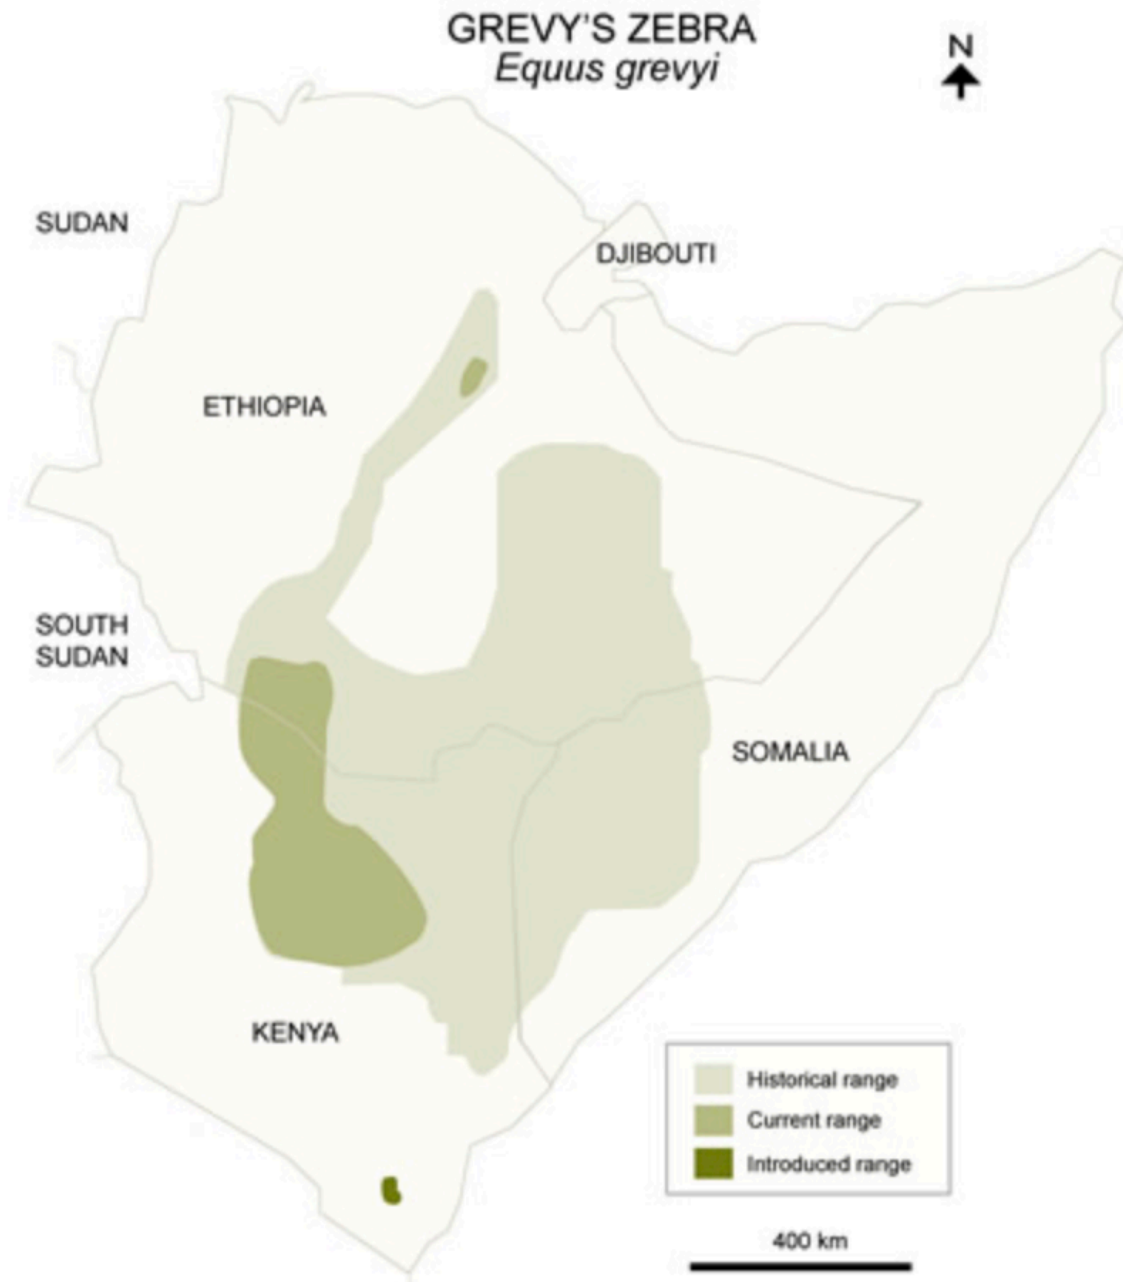 GREVY'S ZEBRA
Equus grevyi
N
SUDAN
DJIBOUTI
ETHIOPIA
SOUTH
SUDAN
SOMALIA
KENYA
Historical range
Current range
Introduced range
400 km